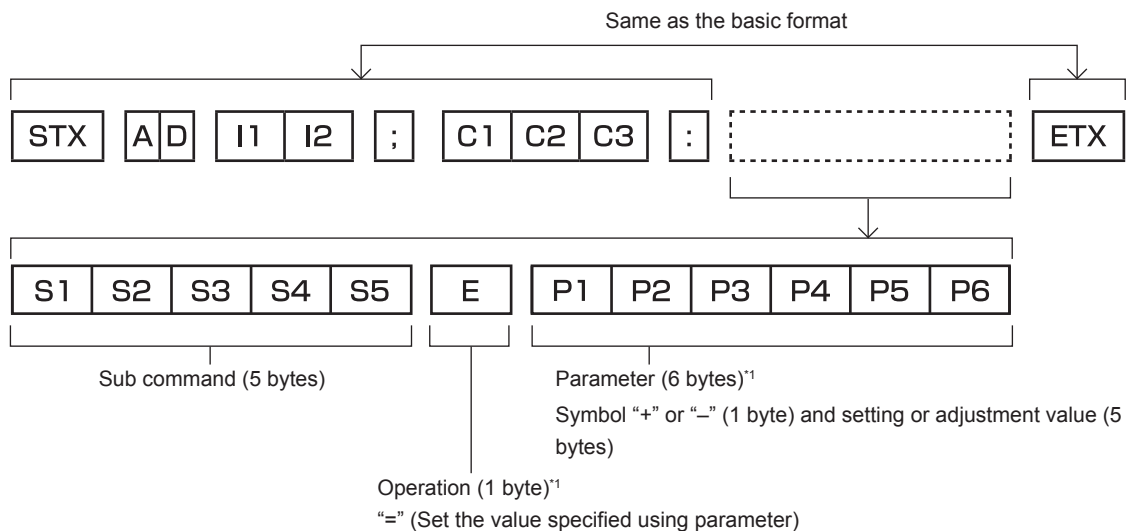 Same as the basic format
STX A D I1 I2 ; C1 C2 C3 : ETX
S1 S2 S3 S4 S5 E P1 P2 P3 P4 P5 P6
Sub command (5 bytes)
Parameter (6 bytes)*1
Symbol “+” or “–” (1 byte) and setting or adjustment value (5
bytes)
Operation (1 byte)*1
“=” (Set the value specified using parameter)